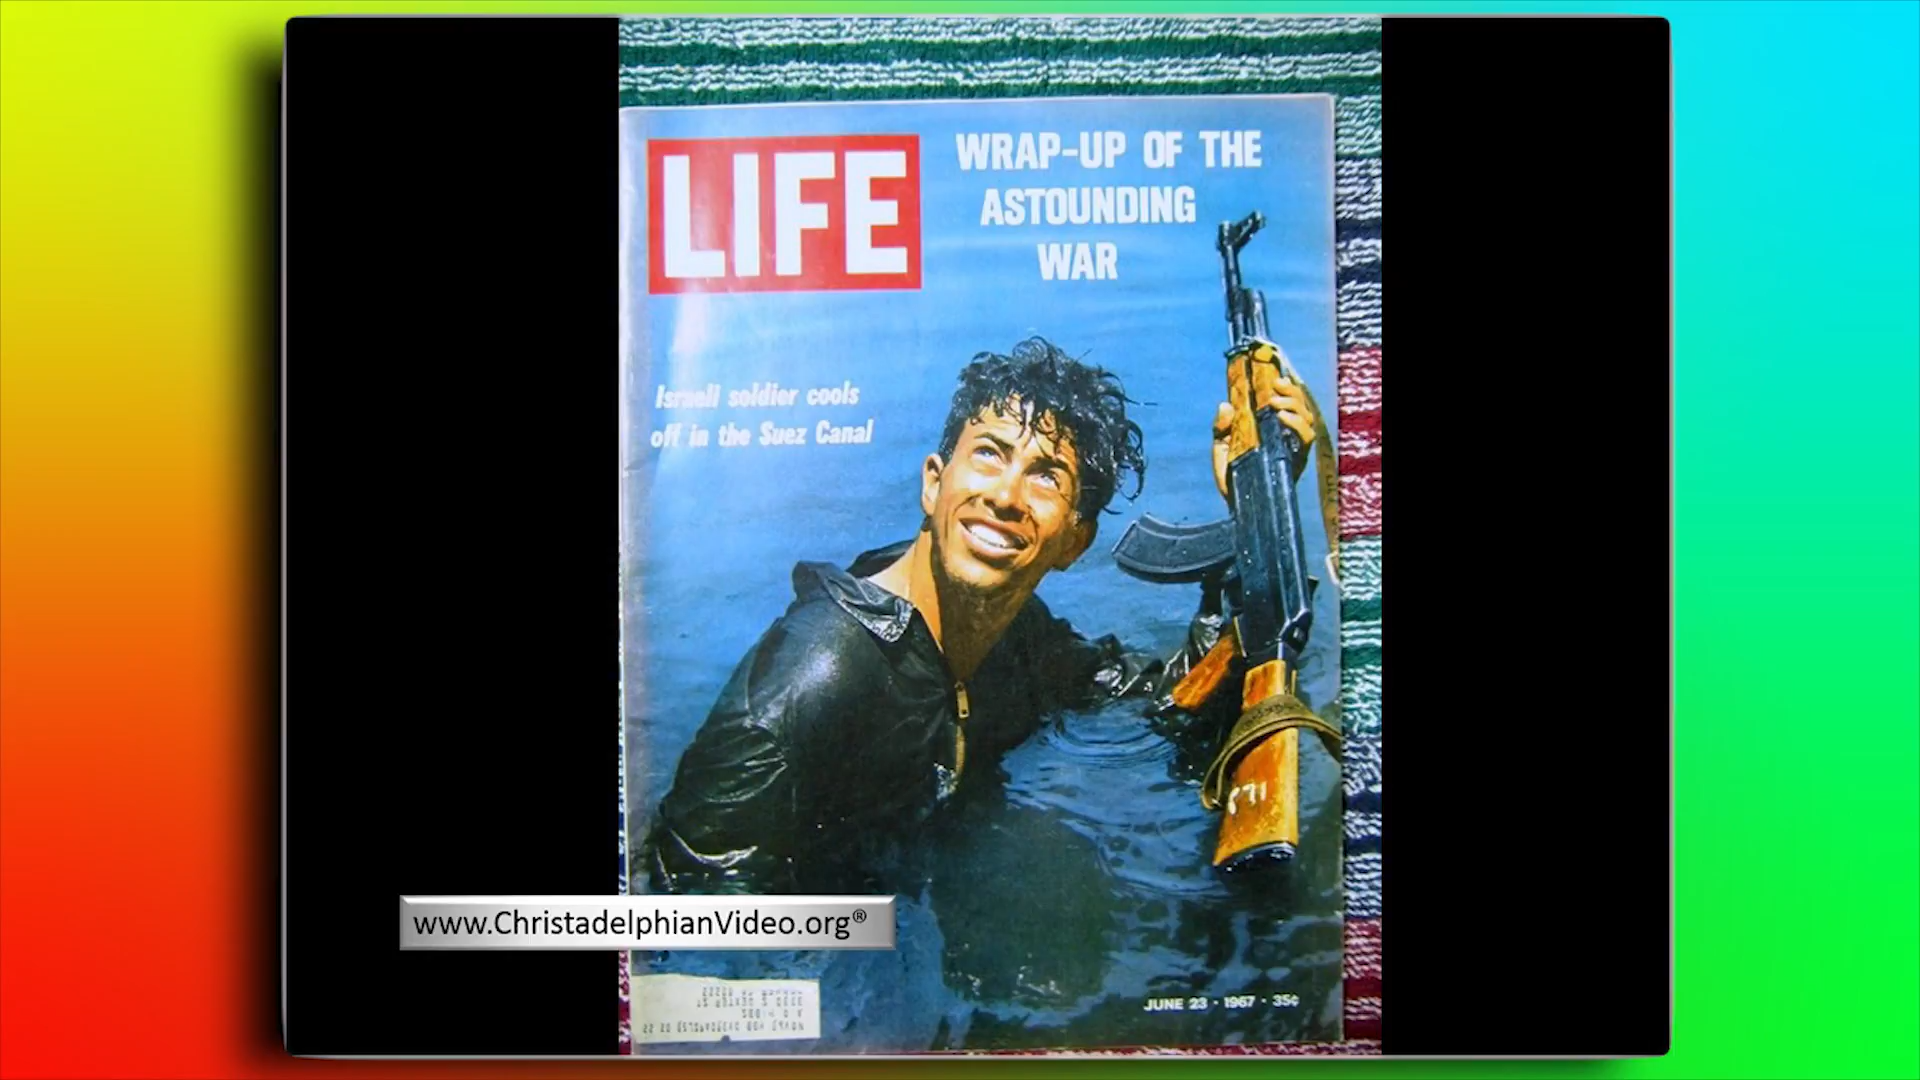 LIFE
WRAP-UP OF THE
ASTOUNDING
WAR
Israeli soldier cools
off in the Suez Canal
871
www.ChristadelphianVideo.org®
JUNE 23 · 1967 · 35¢